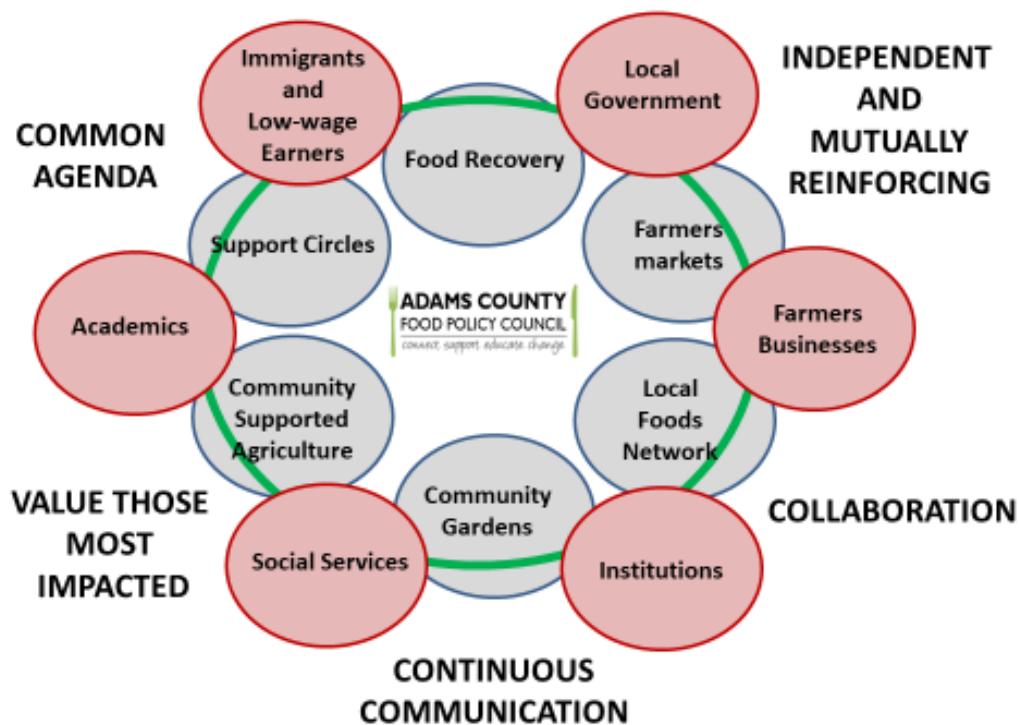 Immigrants
and
Low-wage
Earners
Local
Government
INDEPENDENT
AND
MUTUALLY
REINFORCING
COMMON
AGENDA
Food Recovery
Support Circles
Farmers
markets
Academics
ADAMS COUNTY
FOOD POLICY COUNCIL
connect support educate change
Farmers
Businesses
Community
Supported
Agriculture
Local
Foods
Network
VALUE THOSE
MOST
IMPACTED
Community
Gardens
COLLABORATION
Social Services
Institutions
CONTINUOUS
COMMUNICATION